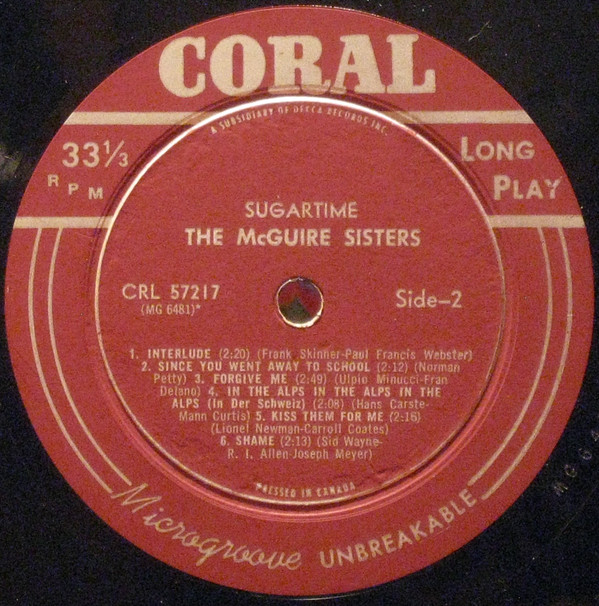 CORAL
A SUBSIDIARY OF DECCA RECORDS INC.
33 1/3
RPM
LONG
PLAY
SUGARTIME
THE McGUIRE SISTERS
CRL 57217
(MG 6481)*
Side-2
1. INTERLUDE (2:20) (Frank Skinner-Paul Francis Webster)
2. SINCE YOU WENT AWAY TO SCHOOL (2:12) (Norman
Petty) 3. FORGIVE ME (2:49) (Ulpio Minucci-Fran
Delano) 4. IN THE ALPS IN THE ALPS IN THE
ALPS (In Der Schweiz) (2:08) (Hans Carste-
Mann Curtis) 5. KISS THEM FOR ME (2:16)
(Lionel Newman-Carroll Coates)
6. SHAME (2:13) (Sid Wayne-
R. I. Allen-Joseph Meyer)
PRESSED IN CANADA
Microgroove UNBREAKABLE